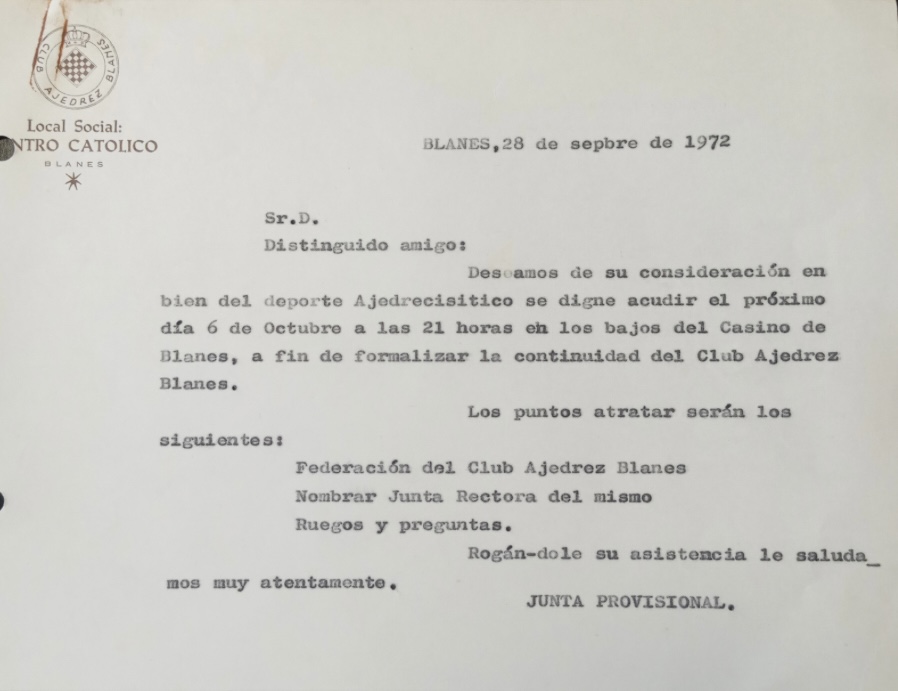 CLUB AJEDREZ BLANES
Local Social:
NTRO CATOLICO
BLANES
BLANES,28 de sepbre de 1972
Sr.D.
Distinguido amigo:
Deseamos de su consideración en
bien del deporte Ajedrecisitico se digne acudir el próximo
día 6 de Octubre a las 21 horas en los bajos del Casino de
Blanes, a fin de formalizar la continuidad del Club Ajedrez
Blanes.
Los puntos atratar serán los
siguientes:
Federación del Club Ajedrez Blanes
Nombrar Junta Rectora del mismo
Ruegos y preguntas.
Rogán-dole su asistencia le saluda_
mos muy atentamente.
JUNTA PROVISIONAL.